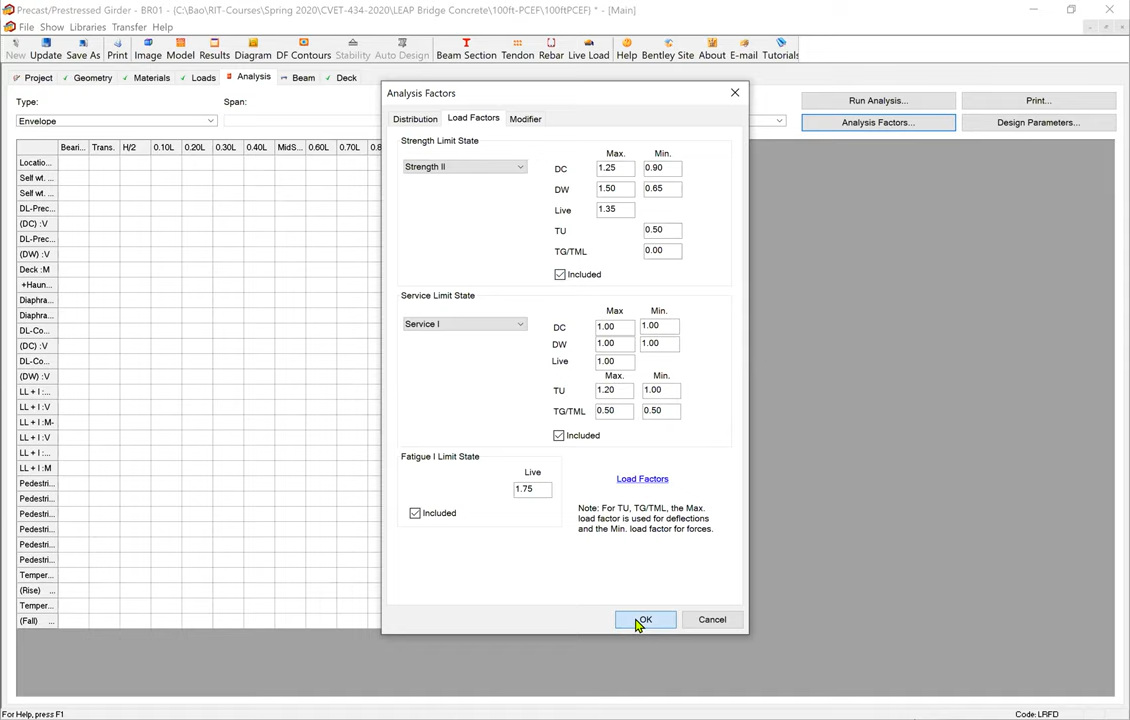 Precast/Prestressed Girder - BR01 - (C:\Bao\RIT-Courses\Spring 2020\CVET-434-2020\LEAP Bridge Concrete\100ft-PCEF\100ftPCEF) * - [Main]
File Show Libraries Transfer Help
New Update Save As Print Image Model Results Diagram DF Contours Stability Auto Design Beam Section Tendon Rebar Live Load Help Bentley Site About E-mail Tutorials
Project Geometry Materials Loads Analysis Beam Deck
Type: Span:
Envelope
Run Analysis... Print...
Analysis Factors... Design Parameters...
Beari... Trans. H/2 0.10L 0.20L 0.30L 0.40L MidS... 0.60L 0.70L 0.8
Locatio...
Self wt. ...
Self wt. ...
DL-Prec...
(DC) :V
DL-Prec...
(DW) :V
Deck :M
+Haun...
Diaphra...
Diaphra...
DL-Co...
(DC) :V
DL-Co...
(DW) :V
LL + I :...
LL + I :V
LL + I :M-
LL + I :V
LL + I :...
LL + I :M
Pedestri...
Pedestri...
Pedestri...
Pedestri...
Pedestri...
Pedestri...
Temper...
(Rise) ...
Temper...
(Fall) ...
Analysis Factors
Distribution Load Factors Modifier
Strength Limit State
Max. Min.
Strength II
DC 1.25 0.90
DW 1.50 0.65
Live 1.35
TU 0.50
TG/TML 0.00
Included
Service Limit State
Max Min.
Service I
DC 1.00 1.00
DW 1.00 1.00
Live 1.00
Max. Min.
TU 1.20 1.00
TG/TML 0.50 0.50
Included
Fatigue I Limit State
Live
1.75
Included
Load Factors
Note: For TU, TG/TML, the Max.
load factor is used for deflections
and the Min. load factor for forces.
OK Cancel
For Help, press F1 Code: LRFD